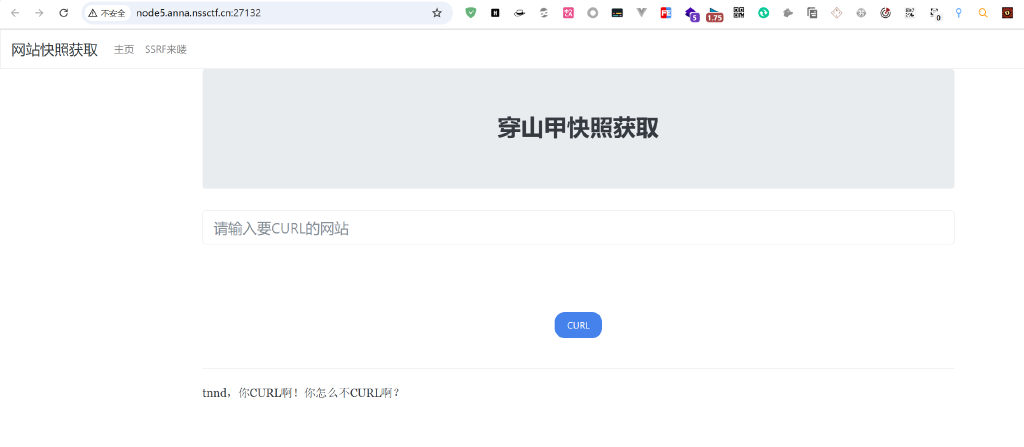 不安全 node5.anna.nssctf.cn:27132
5 1.75 0
网站快照获取 主页 SSRF来喽
穿山甲快照获取
请输入要CURL的网站
CURL
tnnd，你CURL啊！你怎么不CURL啊？